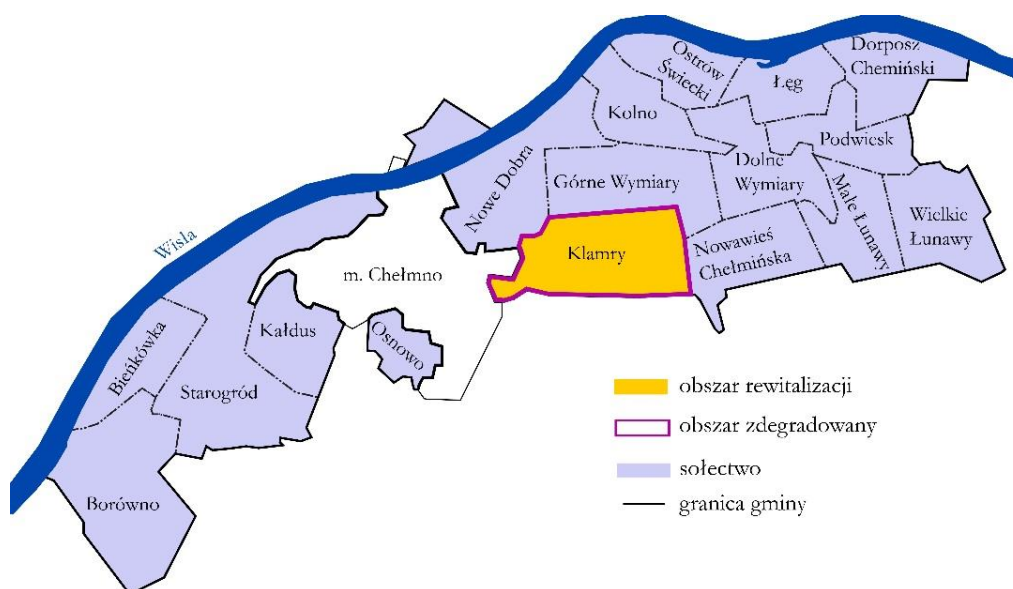 Ostrów
Świecki
Łęg
Dorposz
Chemiński
Kolno
Podwiesk
Nowe Dobra
Górne Wymiary
Dolne
Wymiary
Małe Łunawy
Wielkie
Łunawy
Wisła
Klamry
Nowawieś
Chełmińska
m. Chełmno
Kałdus
Osnowo
Bieńkówka
Starogród
Borówno
obszar rewitalizacji
obszar zdegradowany
sołectwo
granica gminy